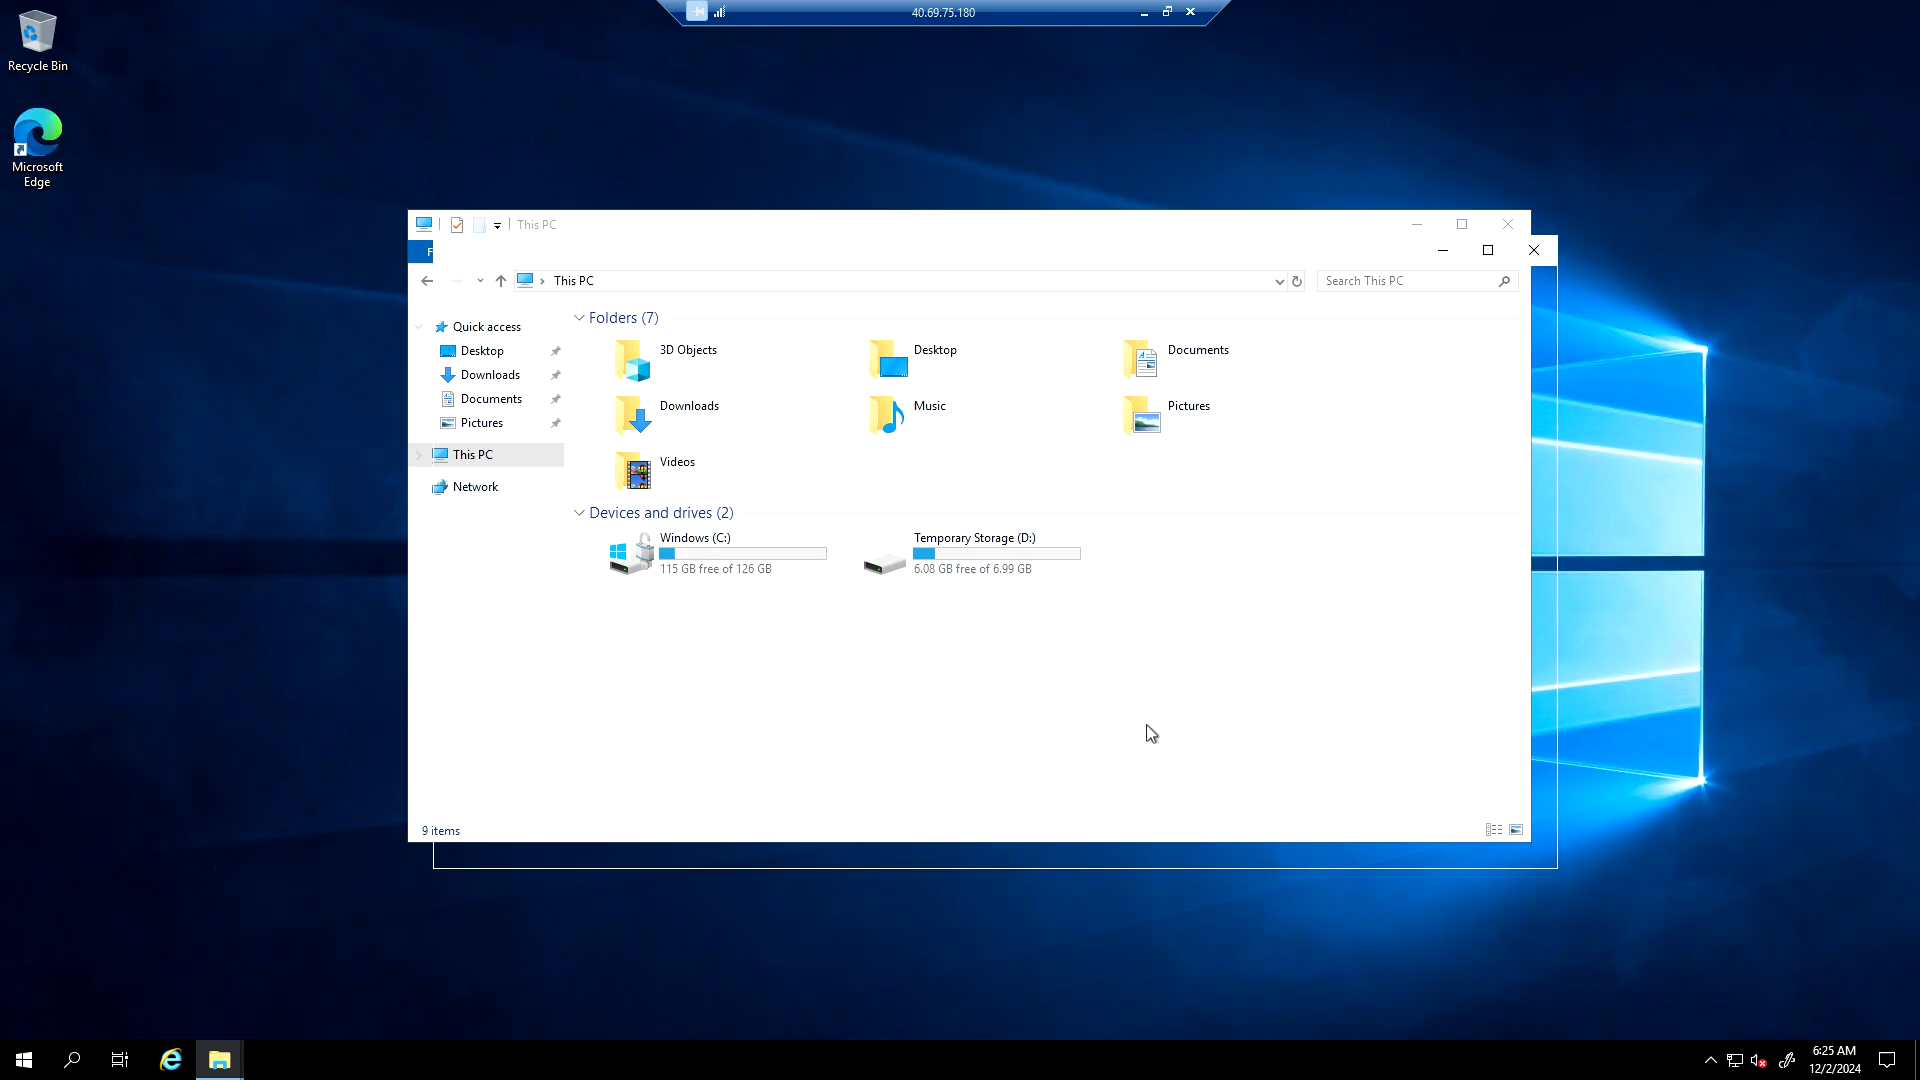 40.69.75.180
Recycle Bin
Microsoft
Edge
This PC
F
This PC
Search This PC
Quick access
Desktop
Downloads
Documents
Pictures
This PC
Network
Folders (7)
3D Objects
Desktop
Documents
Downloads
Music
Pictures
Videos
Devices and drives (2)
Windows (C:)
115 GB free of 126 GB
Temporary Storage (D:)
6.08 GB free of 6.99 GB
9 items
6:25 AM
12/2/2024